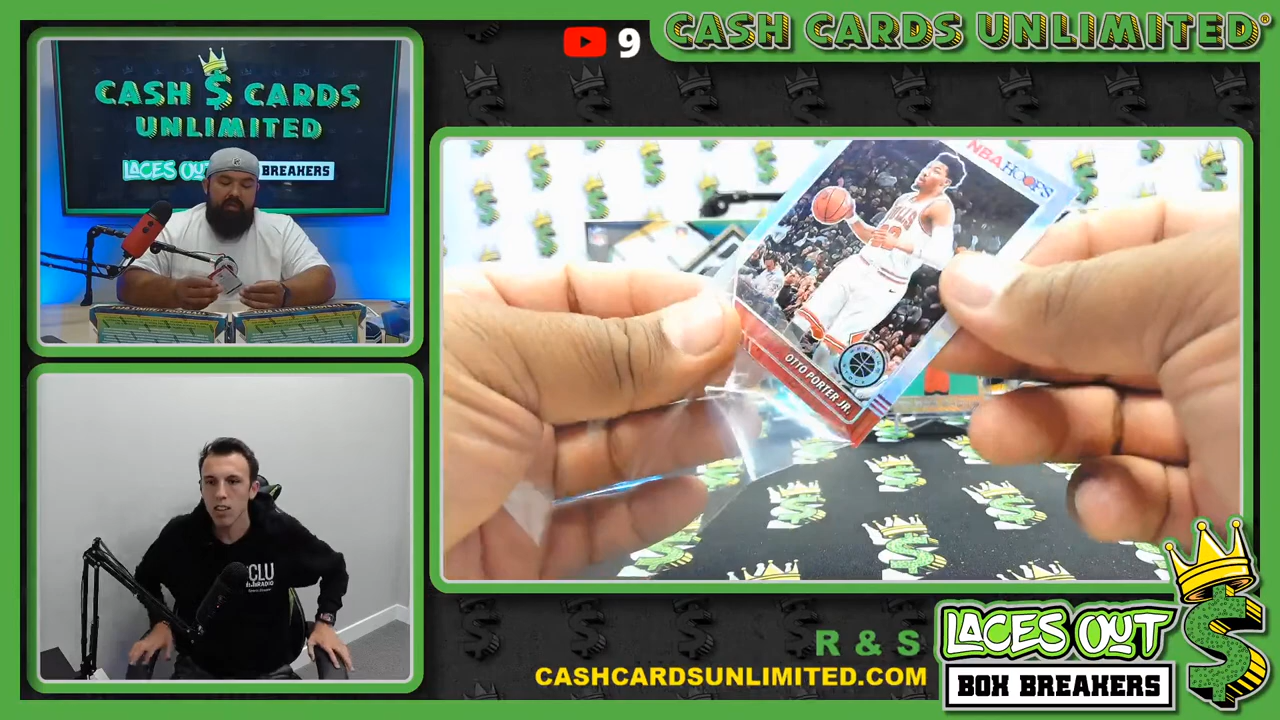 9
CASH CARDS UNLIMITED®
CASH $ CARDS
UNLIMITED
LACES OUT
BREAKERS
NBA HOOPS
BULLS
OTTO PORTER JR.
CLU
R & S
CASHCARDSUNLIMITED.COM
LACES OUT
BOX BREAKERS